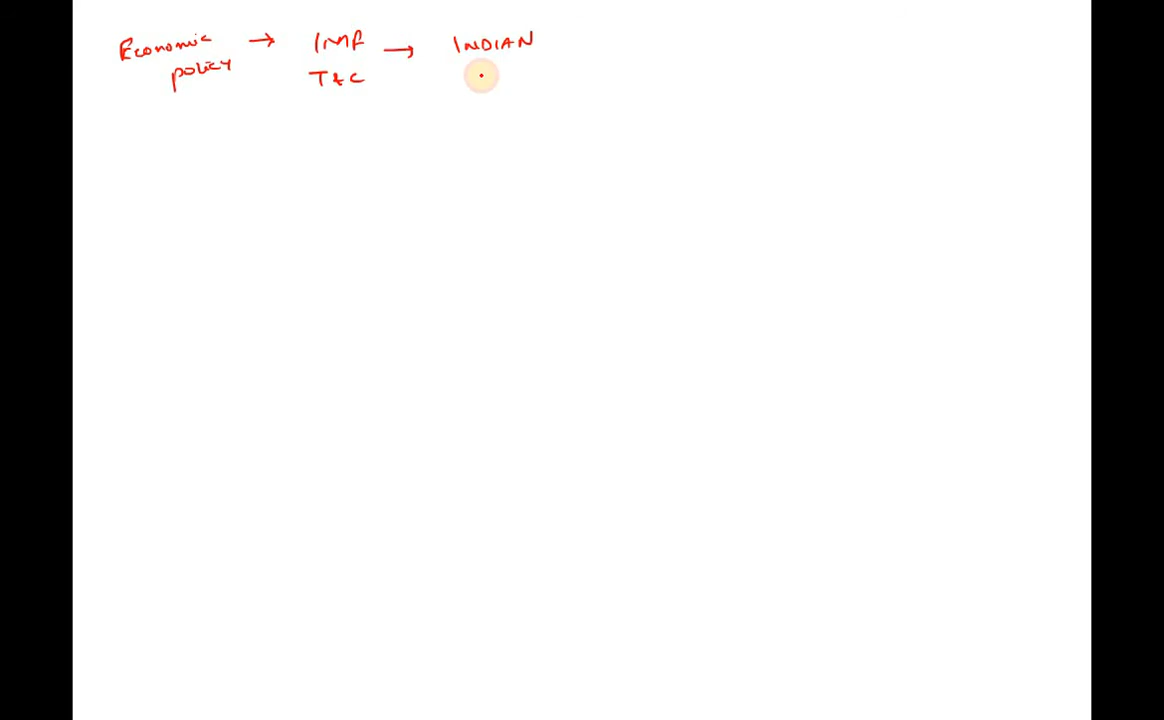 Economic → IMF → INDIAN
policy T&C